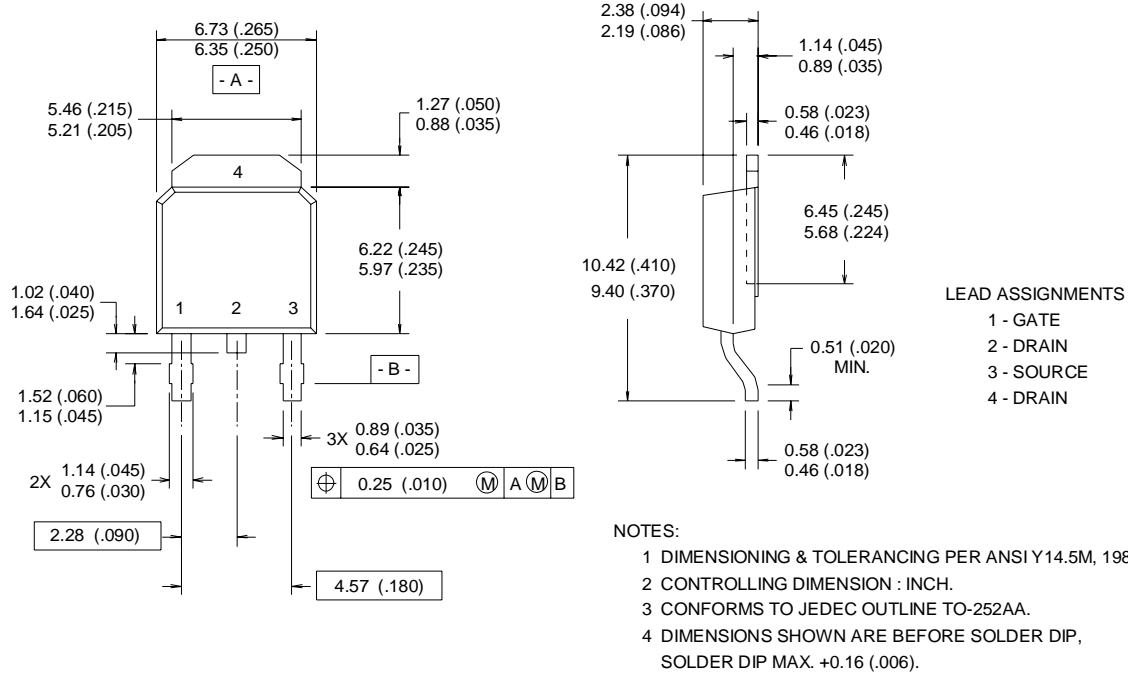 6.73 (.265)
6.35 (.250)
- A -
5.46 (.215)
5.21 (.205)
1.27 (.050)
0.88 (.035)
4
6.22 (.245)
5.97 (.235)
1.02 (.040)
1.64 (.025)
1 2 3
- B -
1.52 (.060)
1.15 (.045)
3X 0.89 (.035)
0.64 (.025)
2X 1.14 (.045)
0.76 (.030)
⌖ 0.25 (.010) Ⓜ A Ⓜ B
2.28 (.090)
4.57 (.180)
2.38 (.094)
2.19 (.086)
1.14 (.045)
0.89 (.035)
0.58 (.023)
0.46 (.018)
6.45 (.245)
5.68 (.224)
10.42 (.410)
9.40 (.370)
0.51 (.020)
MIN.
0.58 (.023)
0.46 (.018)
LEAD ASSIGNMENTS
1 - GATE
2 - DRAIN
3 - SOURCE
4 - DRAIN
NOTES:
1 DIMENSIONING & TOLERANCING PER ANSI Y14.5M, 198
2 CONTROLLING DIMENSION : INCH.
3 CONFORMS TO JEDEC OUTLINE TO-252AA.
4 DIMENSIONS SHOWN ARE BEFORE SOLDER DIP,
SOLDER DIP MAX. +0.16 (.006).